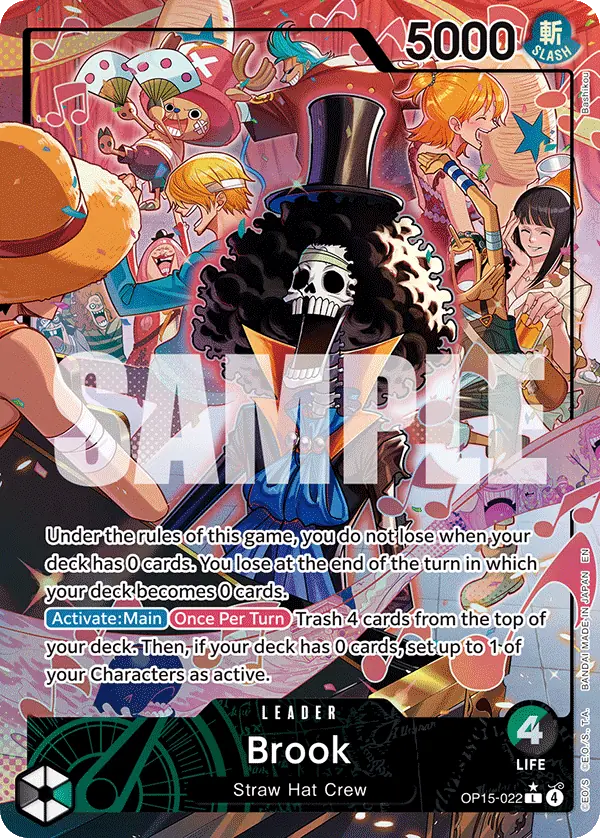 5000
斬
SLASH
Bashikou
SAMPLE
Under the rules of this game, you do not lose when your
deck has 0 cards. You lose at the end of the turn in which
your deck becomes 0 cards.
Activate:Main Once Per Turn Trash 4 cards from the top of
your deck. Then, if your deck has 0 cards, set up to 1 of
your Characters as active.
LEADER
Brook
Straw Hat Crew
4
LIFE
OP15-022 L 4
©E.O/S ©E.O./S., T.A. BANDAI MADE IN JAPAN EN